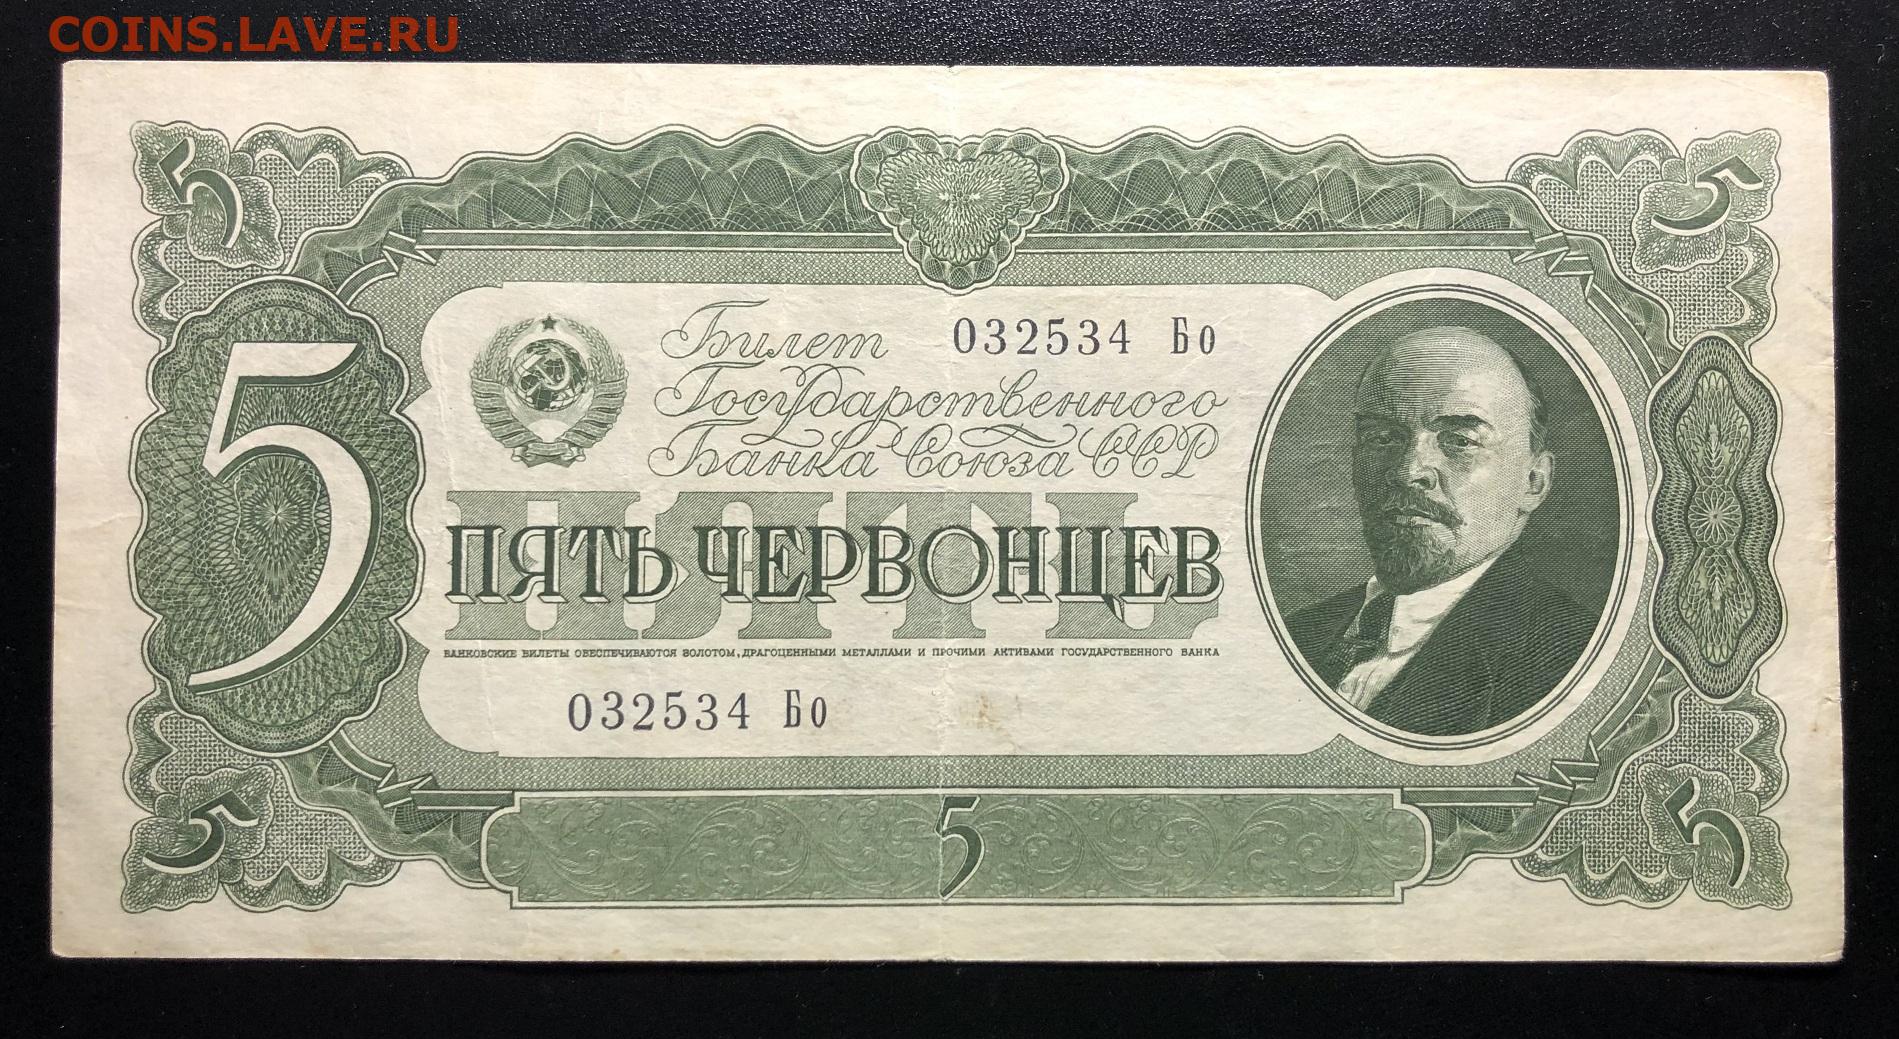 COINS.LAVE.RU
5 5
Билет 032534 Бо
Государственного
Банка Союза ССР
5
ПЯТЬ
ПЯТЬ ЧЕРВОНЦЕВ
БАНКОВСКИЕ БИЛЕТЫ ОБЕСПЕЧИВАЮТСЯ ЗОЛОТОМ, ДРАГОЦЕННЫМИ МЕТАЛЛАМИ И ПРОЧИМИ АКТИВАМИ ГОСУДАРСТВЕННОГО БАНКА
032534 Бо
5 5 5